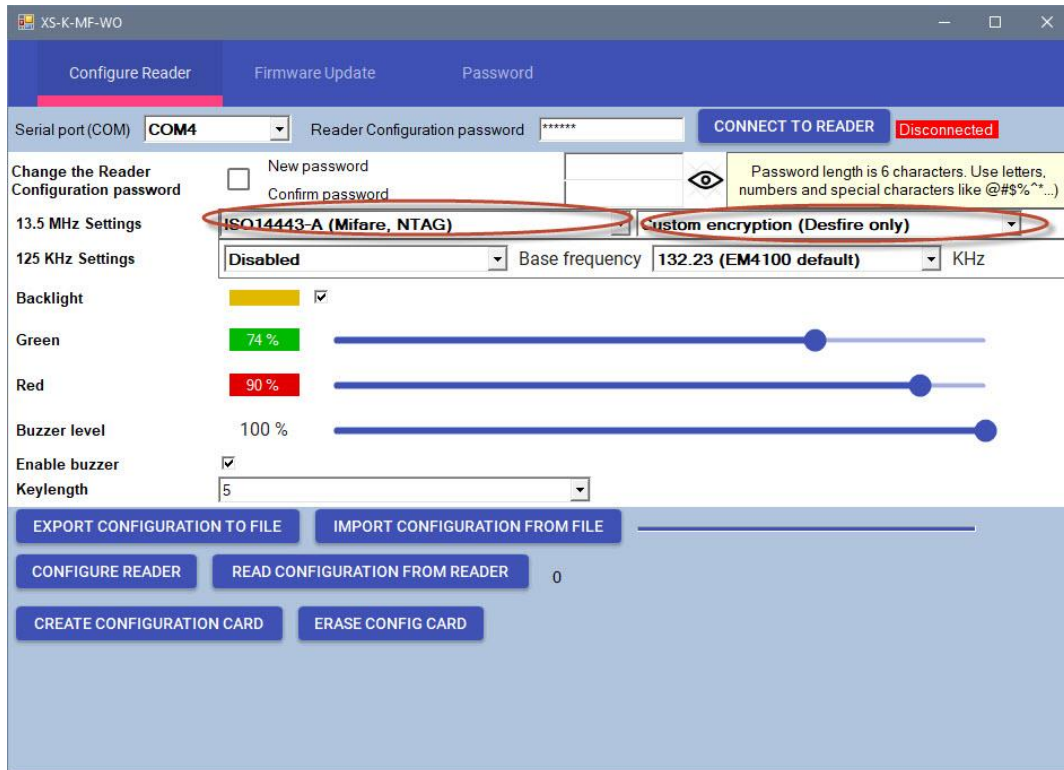 XS-K-MF-WO
Configure Reader Firmware Update Password
Serial port (COM) COM4 Reader Configuration password ****** CONNECT TO READER Disconnected
Change the Reader
Configuration password
New password
Confirm password
Password length is 6 characters. Use letters,
numbers and special characters like @#$%^*...)
13.5 MHz Settings ISO14443-A (Mifare, NTAG) Custom encryption (Desfire only)
125 KHz Settings Disabled Base frequency 132.23 (EM4100 default) KHz
Backlight
Green 74 %
Red 90 %
Buzzer level 100 %
Enable buzzer
Keylength 5
EXPORT CONFIGURATION TO FILE IMPORT CONFIGURATION FROM FILE
CONFIGURE READER READ CONFIGURATION FROM READER 0
CREATE CONFIGURATION CARD ERASE CONFIG CARD